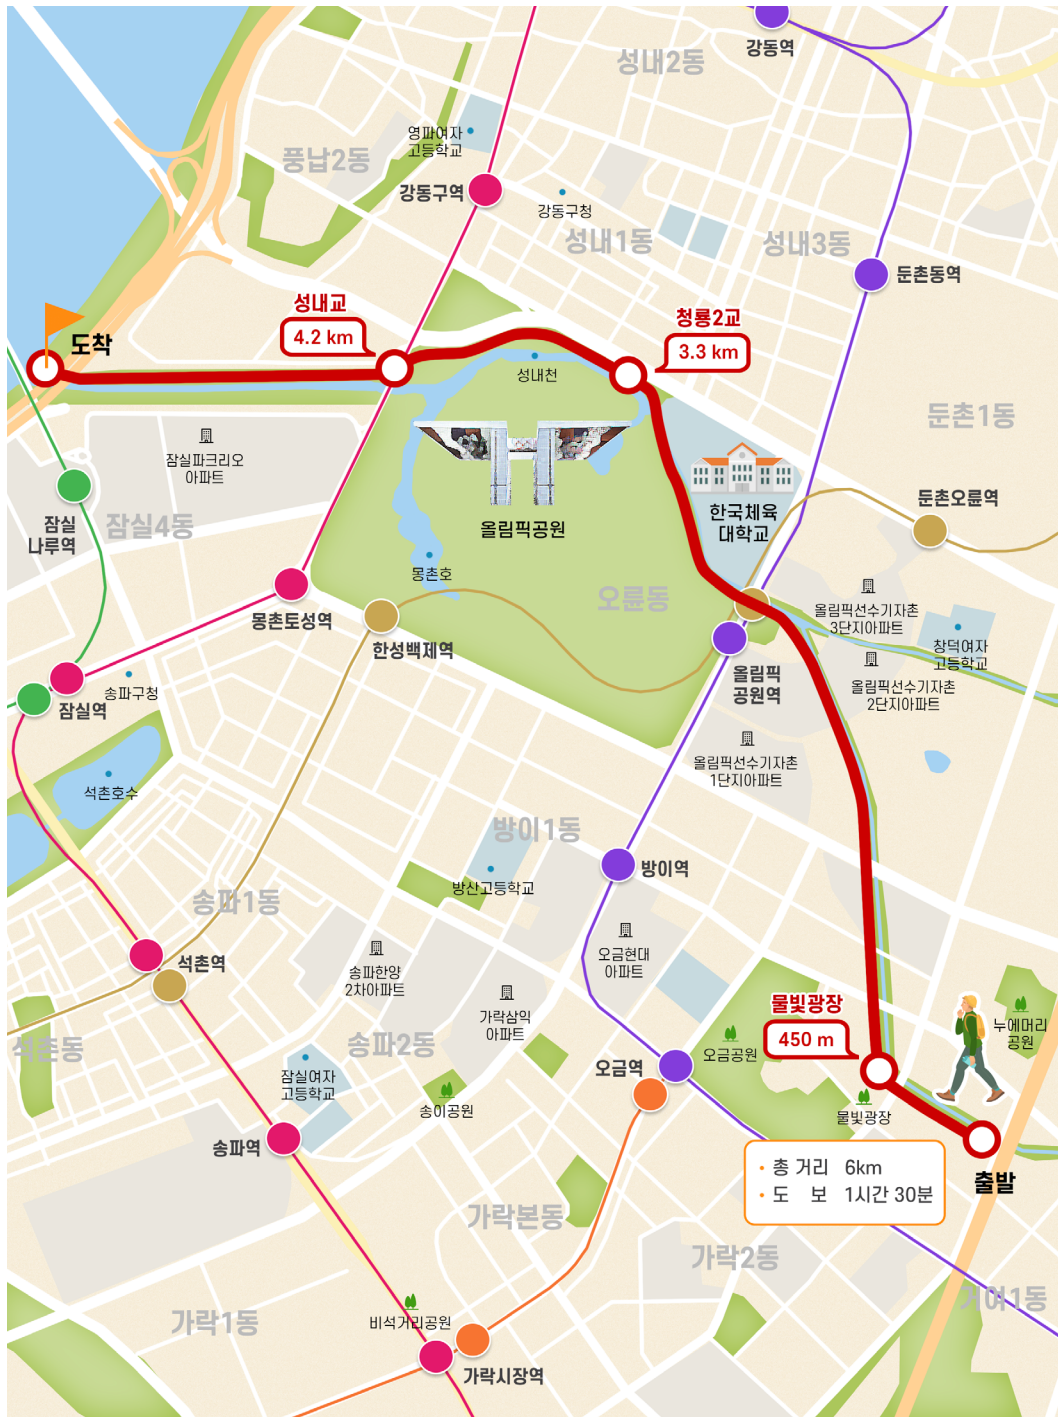 강동역
성내2동
영파여자
고등학교
풍납2동
강동구역
강동구청
성내1동
성내3동
둔촌동역
성내교
4.2 km
청룡2교
3.3 km
도착
성내천
둔촌1동
잠실파크리오
아파트
한국체육
대학교
둔촌오륜역
잠실
나루역
잠실4동
올림픽공원
몽촌호
오륜동
몽촌토성역
한성백제역
올림픽선수기자촌
3단지아파트
창덕여자
고등학교
올림픽
공원역
올림픽선수기자촌
2단지아파트
송파구청
잠실역
올림픽선수기자촌
1단지아파트
석촌호수
방이1동
방이역
방산고등학교
송파1동
석촌역
송파한양
2차아파트
오금현대
아파트
가락삼익
아파트
물빛광장
450 m
누에머리
공원
석촌동
송파2동
오금공원
오금역
잠실여자
고등학교
송이공원
물빛광장
송파역
• 총 거리 6km
• 도 보 1시간 30분
출발
가락본동
가락2동
거여1동
가락1동
비석거리공원
가락시장역